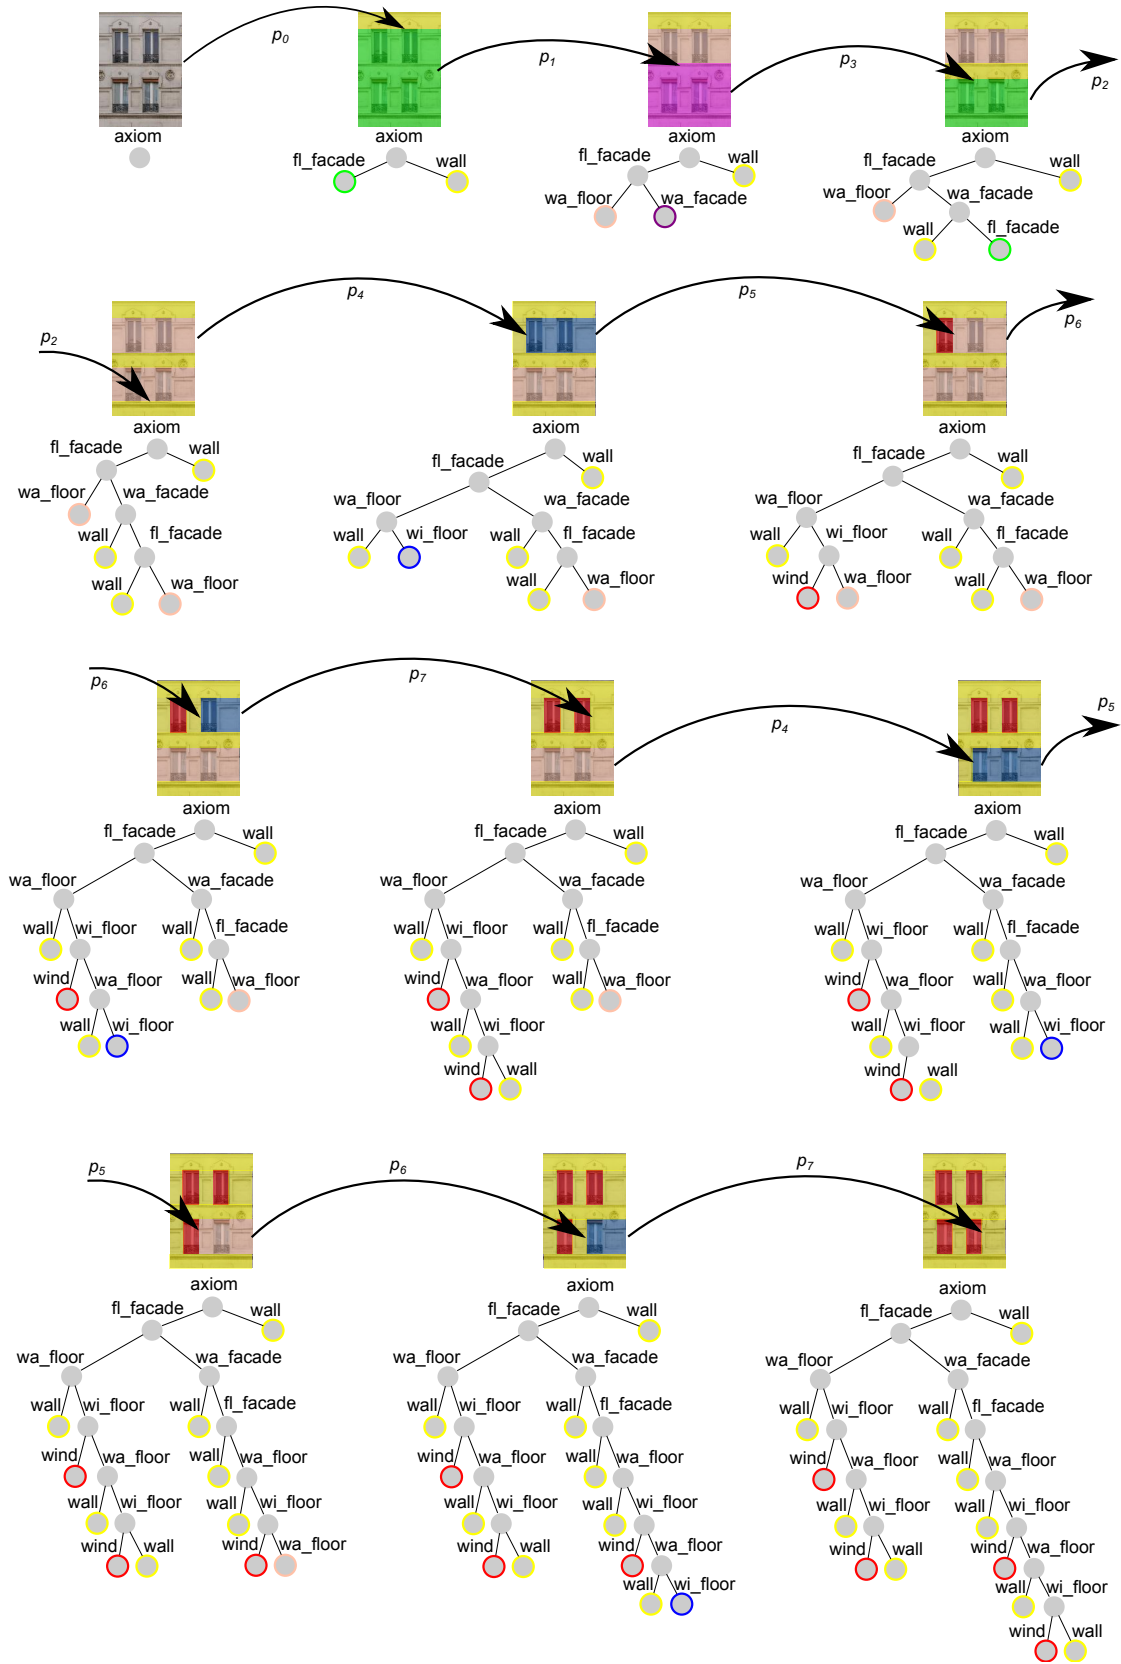 p0 p1 p3 p2
axiom axiom axiom axiom
fl_facade wall fl_facade wall fl_facade wall
wa_floor wa_facade wa_floor wa_facade
wall fl_facade
p2 p4 p5 p6
axiom axiom axiom
fl_facade wall fl_facade wall fl_facade wall
wa_floor wa_facade wa_floor wa_facade wa_floor wa_facade
wall fl_facade wall wi_floor wall fl_facade wall wi_floor wall fl_facade
wall wa_floor wall wa_floor wind wa_floor wall wa_floor
p6 p7 p4 p5
axiom axiom axiom
fl_facade wall fl_facade wall fl_facade wall
wa_floor wa_facade wa_floor wa_facade wa_floor wa_facade
wall wi_floor wall fl_facade wall wi_floor wall fl_facade wall wi_floor wall fl_facade
wind wa_floor wall wa_floor wind wa_floor wall wa_floor wind wa_floor wall wa_floor
wall wi_floor wall wi_floor wall wi_floor wall wi_floor
wind wall wind wall
p5 p6 p7
axiom axiom axiom
fl_facade wall fl_facade wall fl_facade wall
wa_floor wa_facade wa_floor wa_facade wa_floor wa_facade
wall wi_floor wall fl_facade wall wi_floor wall fl_facade wall wi_floor wall fl_facade
wind wa_floor wall wa_floor wind wa_floor wall wa_floor wind wa_floor wall wa_floor
wall wi_floor wall wi_floor wall wi_floor wall wi_floor wall wi_floor wall wi_floor
wind wall wind wa_floor wind wall wind wa_floor wind wall wind wa_floor
wall wi_floor wall wi_floor
wind wall